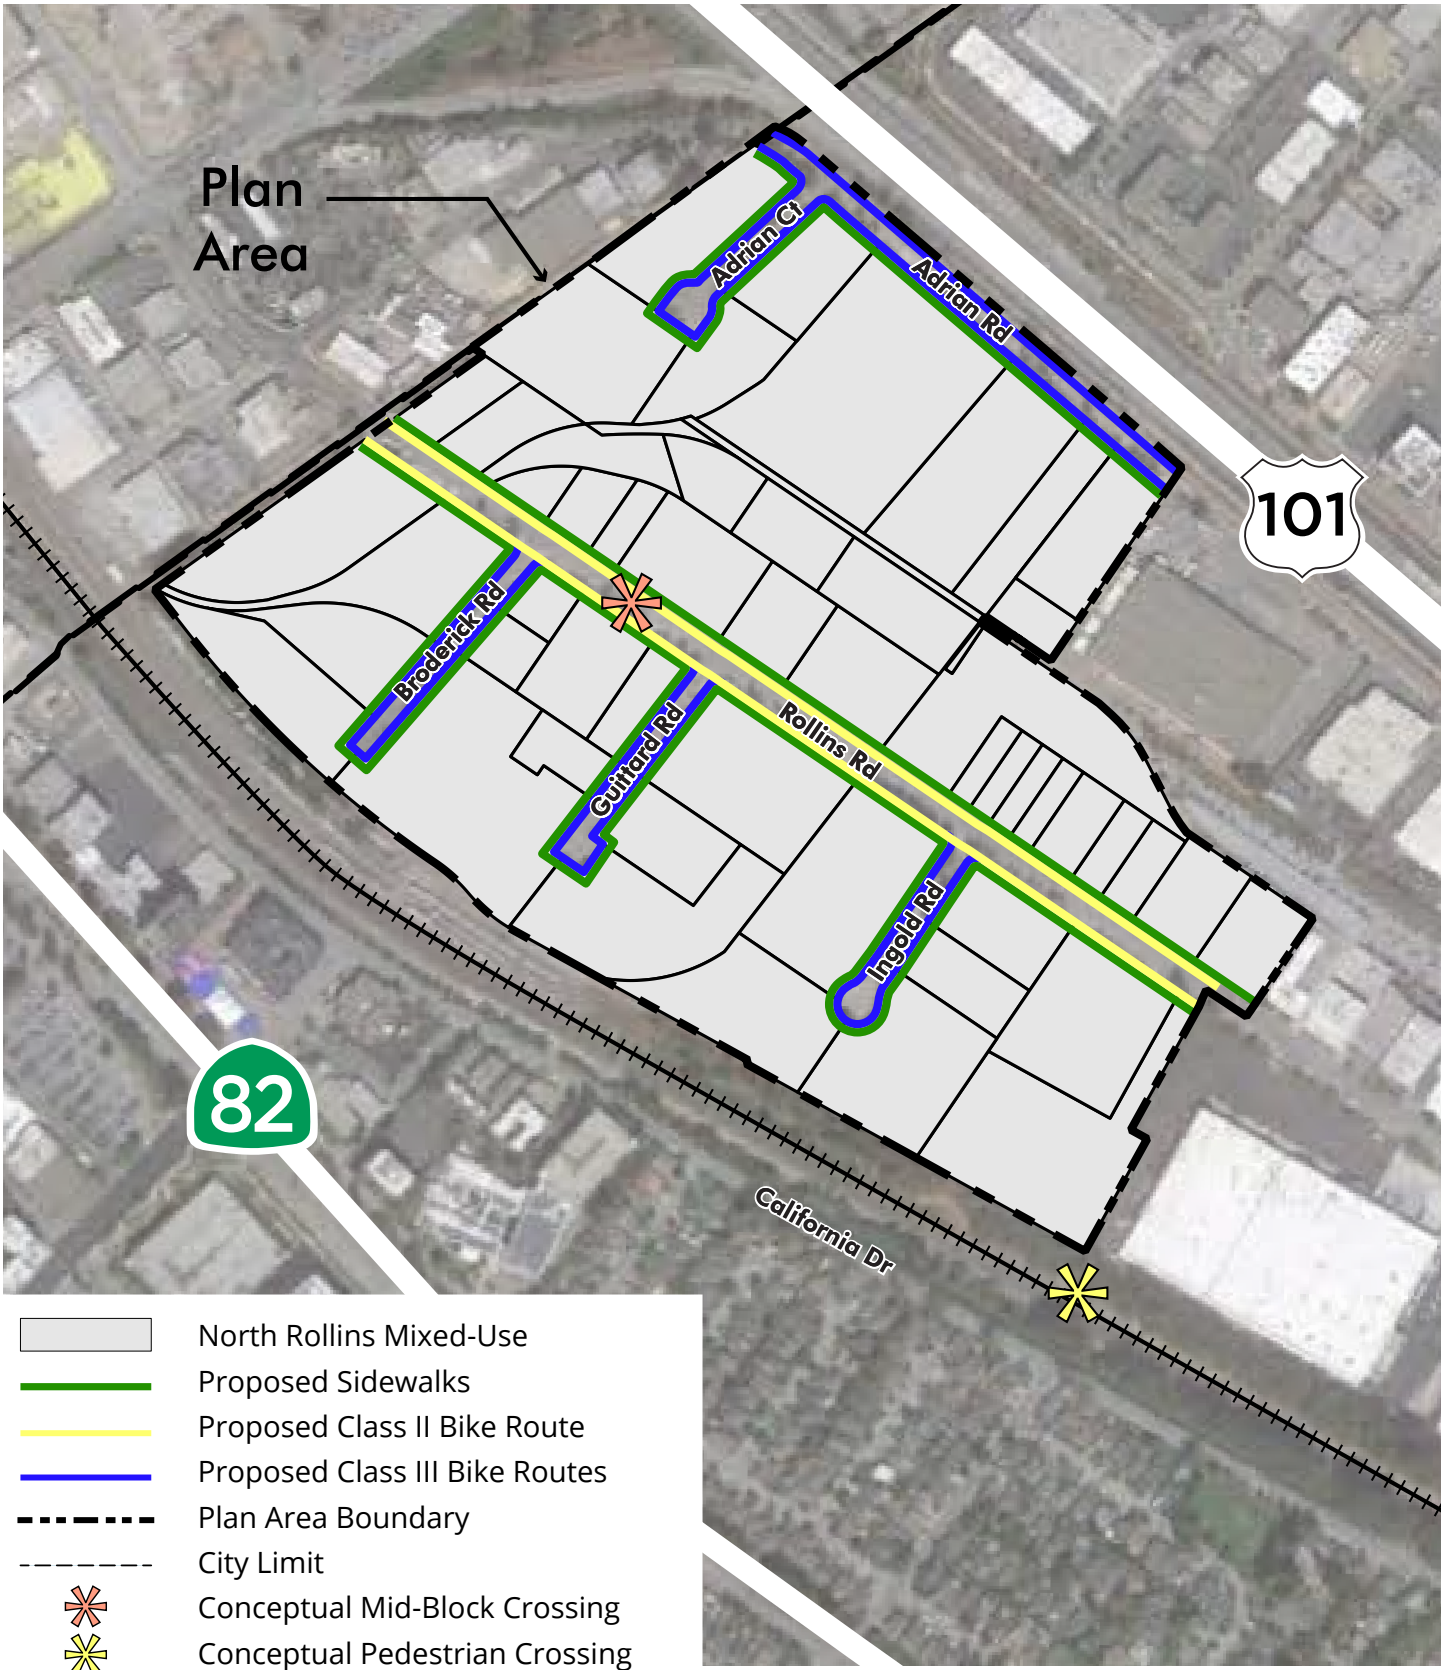 Plan
Area
Adrian Ct
Adrian Rd
101
Broderick Rd
Guittard Rd
Rollins Rd
Ingold Rd
82
California Dr
North Rollins Mixed-Use
Proposed Sidewalks
Proposed Class II Bike Route
Proposed Class III Bike Routes
Plan Area Boundary
City Limit
Conceptual Mid-Block Crossing
Conceptual Pedestrian Crossing